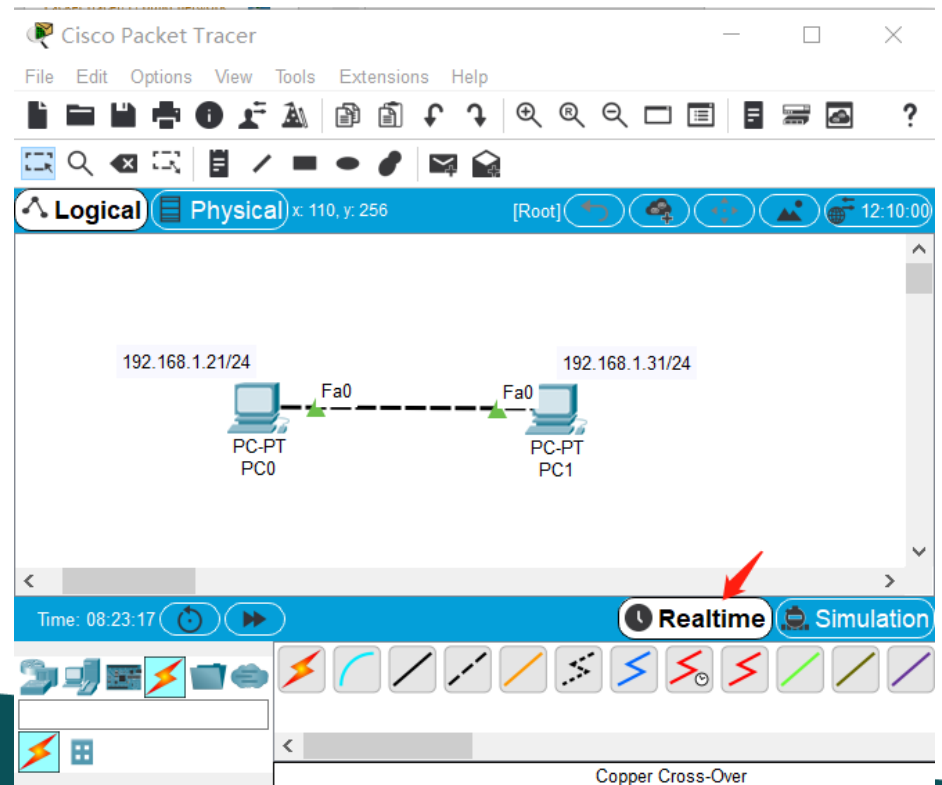 Cisco Packet Tracer
File Edit Options View Tools Extensions Help
Logical Physical x: 110, y: 256 [Root] 12:10:00
192.168.1.21/24 192.168.1.31/24
Fa0 Fa0
PC-PT PC-PT
PC0 PC1
Time: 08:23:17 Realtime Simulation
Copper Cross-Over